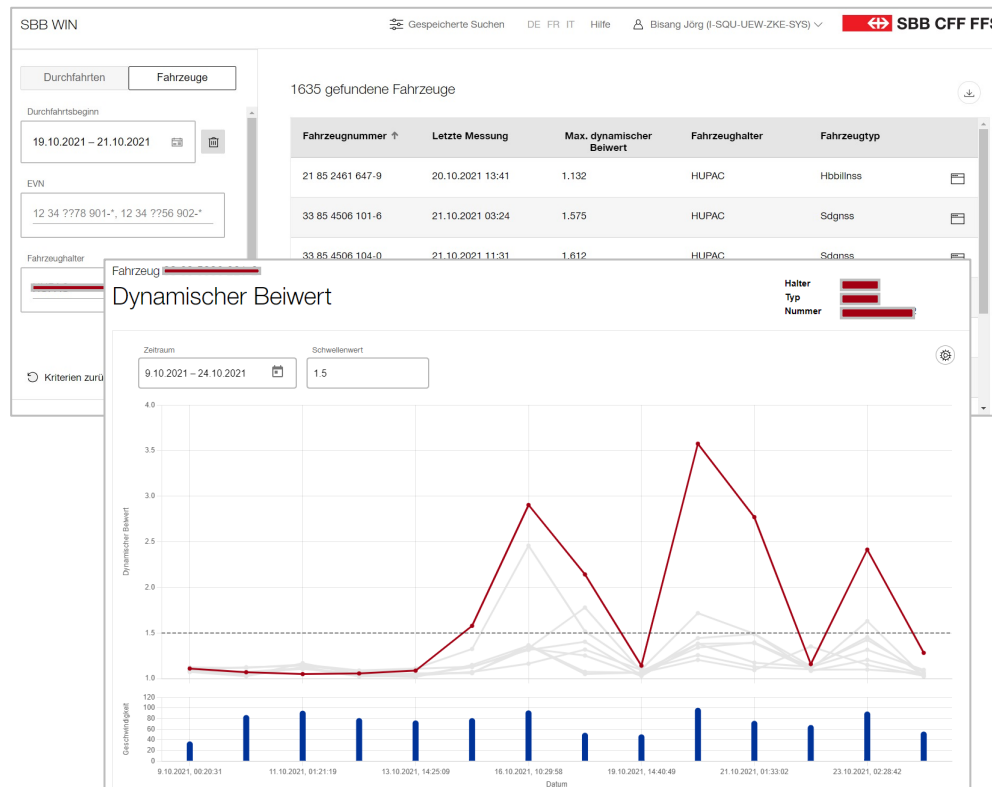 SBB WIN
Gespeicherte Suchen DE FR IT Hilfe Bisang Jörg (I-SQU-UEW-ZKE-SYS) SBB CFF FFS
Durchfahrten Fahrzeuge
1635 gefundene Fahrzeuge
Durchfahrtsbeginn
19.10.2021 – 21.10.2021
EVN
12 34 ??78 901-*, 12 34 ??56 902-*
Fahrzeughalter
Kriterien zurü
Fahrzeugnummer Letzte Messung Max. dynamischer Beiwert Fahrzeughalter Fahrzeugtyp
21 85 2461 647-9 20.10.2021 13:41 1.132 HUPAC Hbbillnss
33 85 4506 101-6 21.10.2021 03:24 1.575 HUPAC Sdgnss
33 85 4506 104-0 21.10.2021 11:31 1.612 HUPAC Sdgnss
Fahrzeug
Dynamischer Beiwert
Halter
Typ
Nummer
Zeitraum Schwellenwert
9.10.2021 – 24.10.2021 1.5
Dynamischer Beiwert
4.0
3.5
3.0
2.5
2.0
1.5
1.0
Geschwindigkeit
120
100
80
60
40
20
0
9.10.2021, 00:20:31 11.10.2021, 01:21:19 13.10.2021, 14:25:09 16.10.2021, 10:29:58 19.10.2021, 14:40:49 21.10.2021, 01:33:02 23.10.2021, 02:28:42
Datum